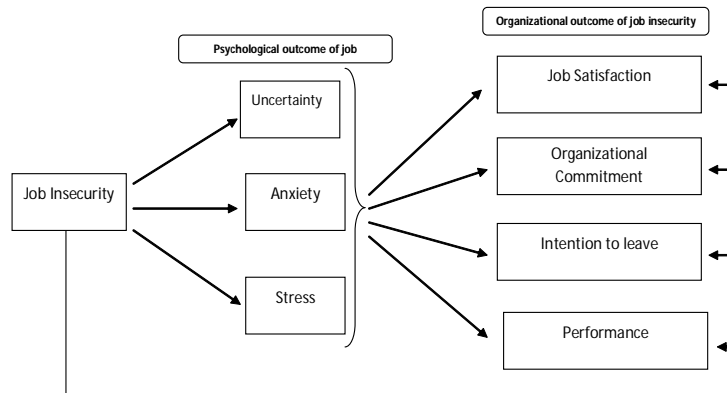 Psychological outcome of job
Organizational outcome of job insecurity
Job Insecurity
Uncertainty
Anxiety
Stress
Job Satisfaction
Organizational
Commitment
Intention to leave
Performance